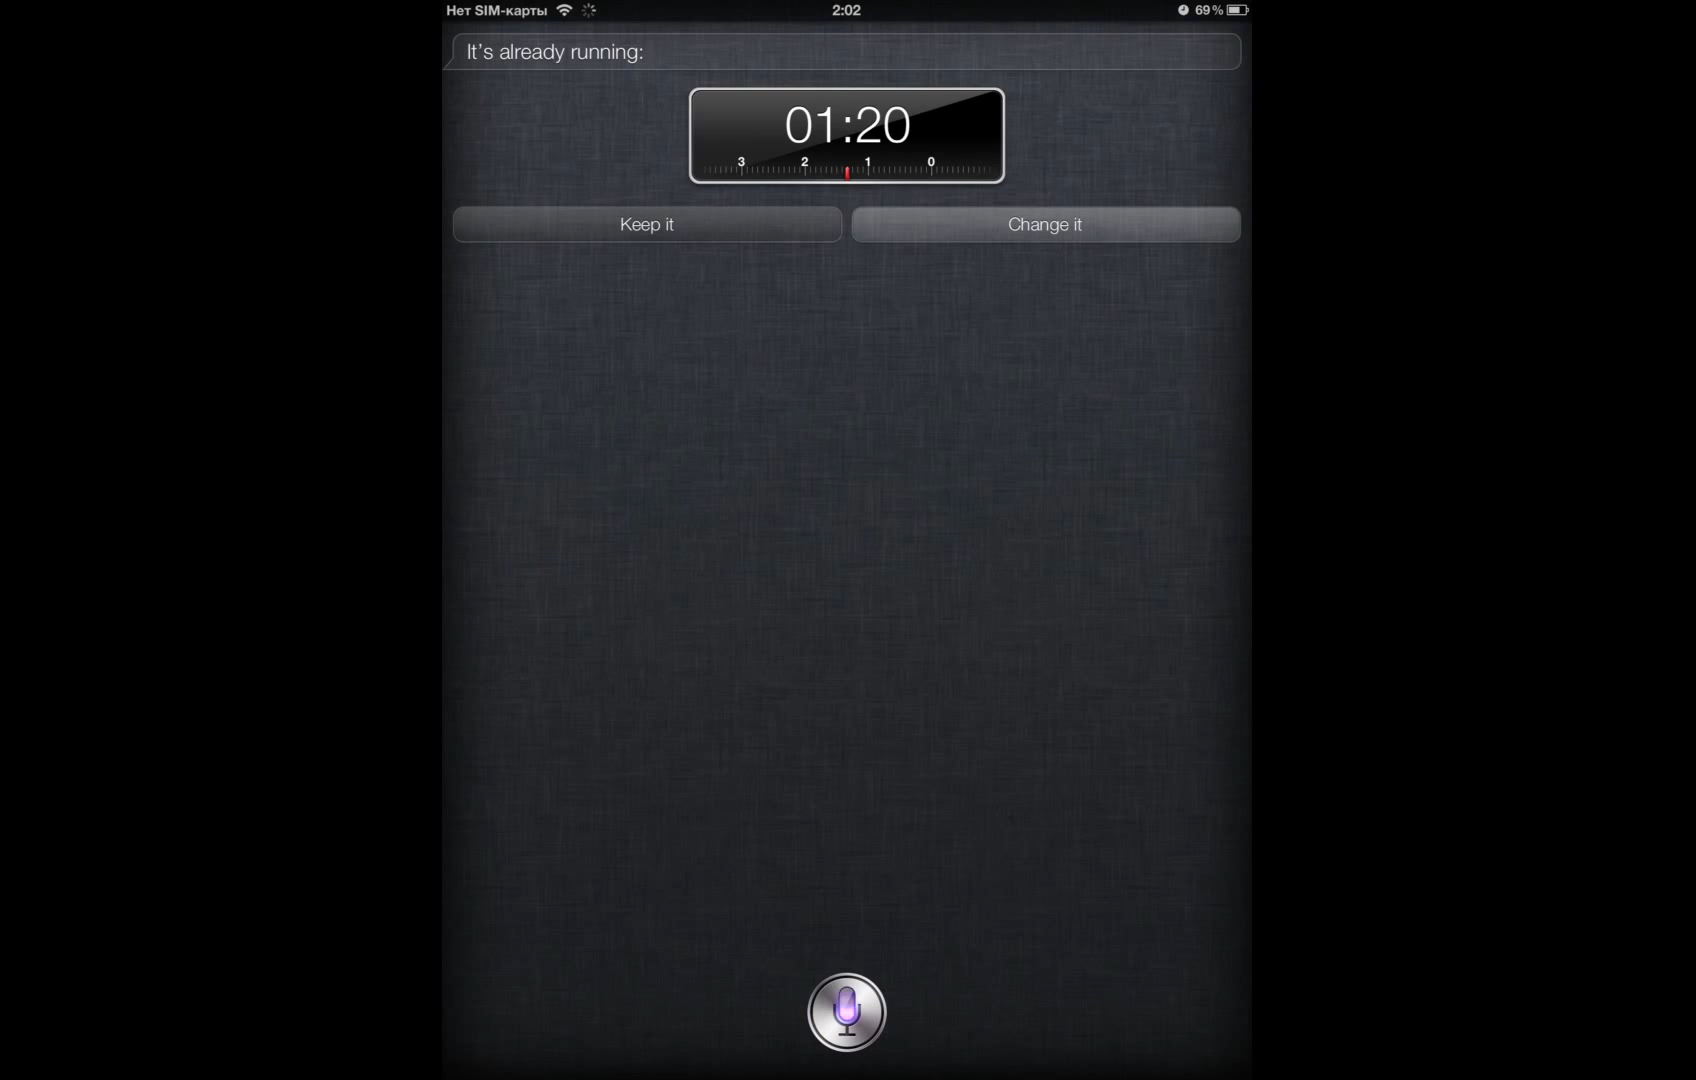 Нет SIM-карты 2:02 69%
It's already running:
01:20
3 2 1 0
Keep it Change it